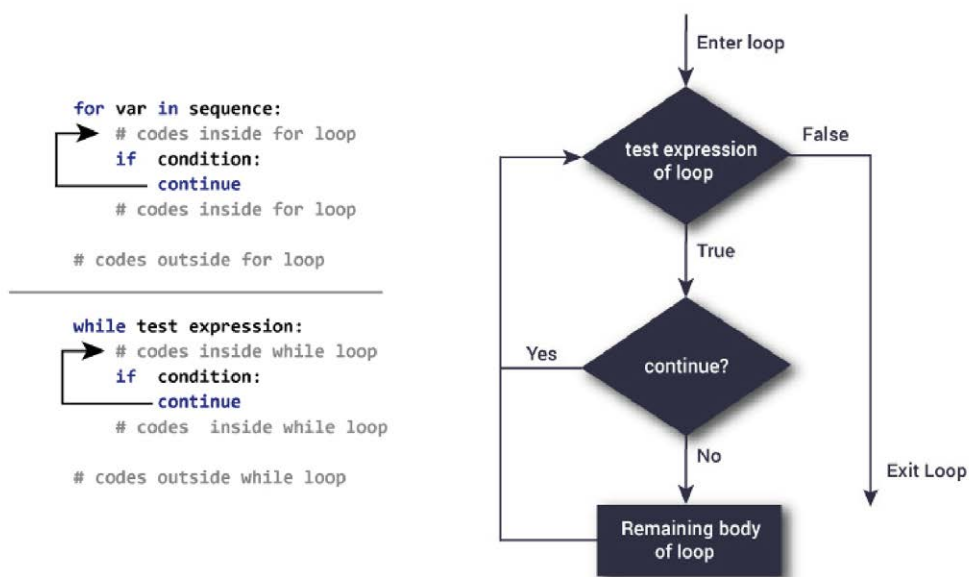 for var in sequence:
# codes inside for loop
if condition:
continue
# codes inside for loop
# codes outside for loop
while test expression:
# codes inside while loop
if condition:
continue
# codes inside while loop
# codes outside while loop
Enter loop
test expression
of loop
False
True
continue?
Yes
No
Exit Loop
Remaining body
of loop